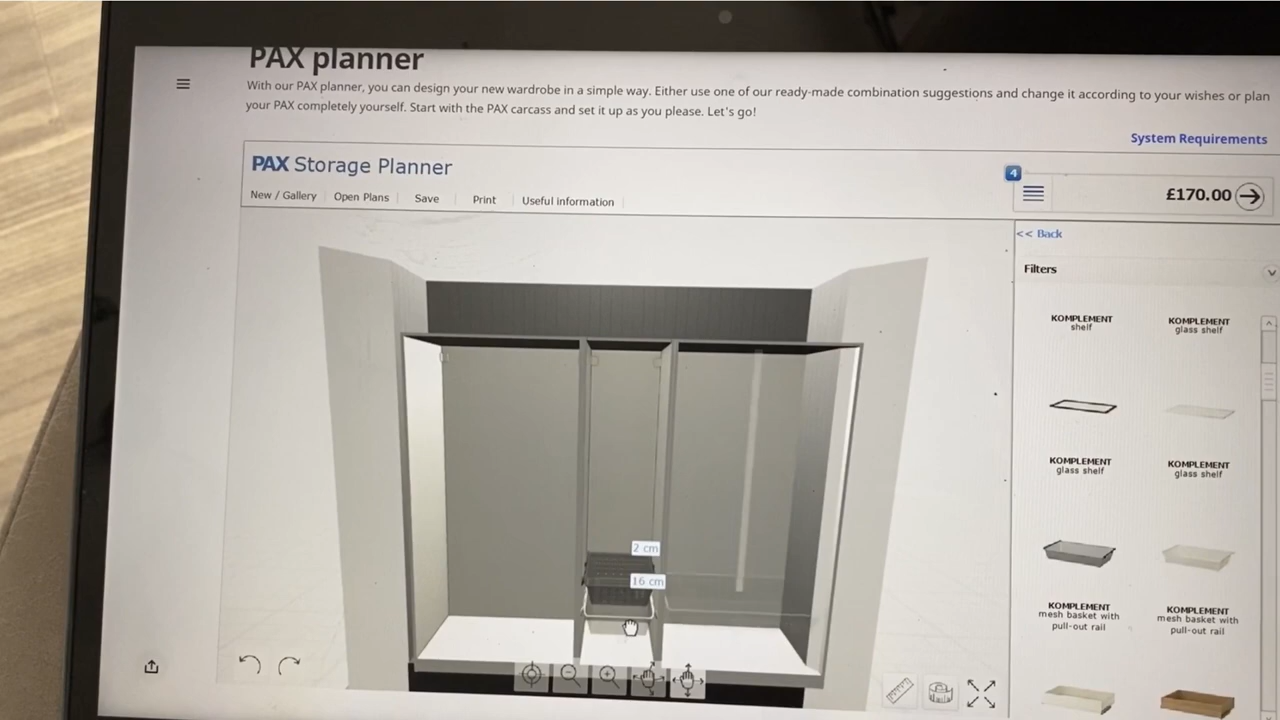 PAX planner
With our PAX planner, you can design your new wardrobe in a simple way. Either use one of our ready-made combination suggestions and change it according to your wishes or plan
your PAX completely yourself. Start with the PAX carcass and set it up as you please. Let's go!
System Requirements
PAX Storage Planner
4
£170.00
New / Gallery Open Plans Save Print Useful information
<< Back
Filters
KOMPLEMENT
shelf
KOMPLEMENT
glass shelf
KOMPLEMENT
glass shelf
KOMPLEMENT
glass shelf
2 cm
16 cm
KOMPLEMENT
mesh basket with
pull-out rail
KOMPLEMENT
mesh basket with
pull-out rail